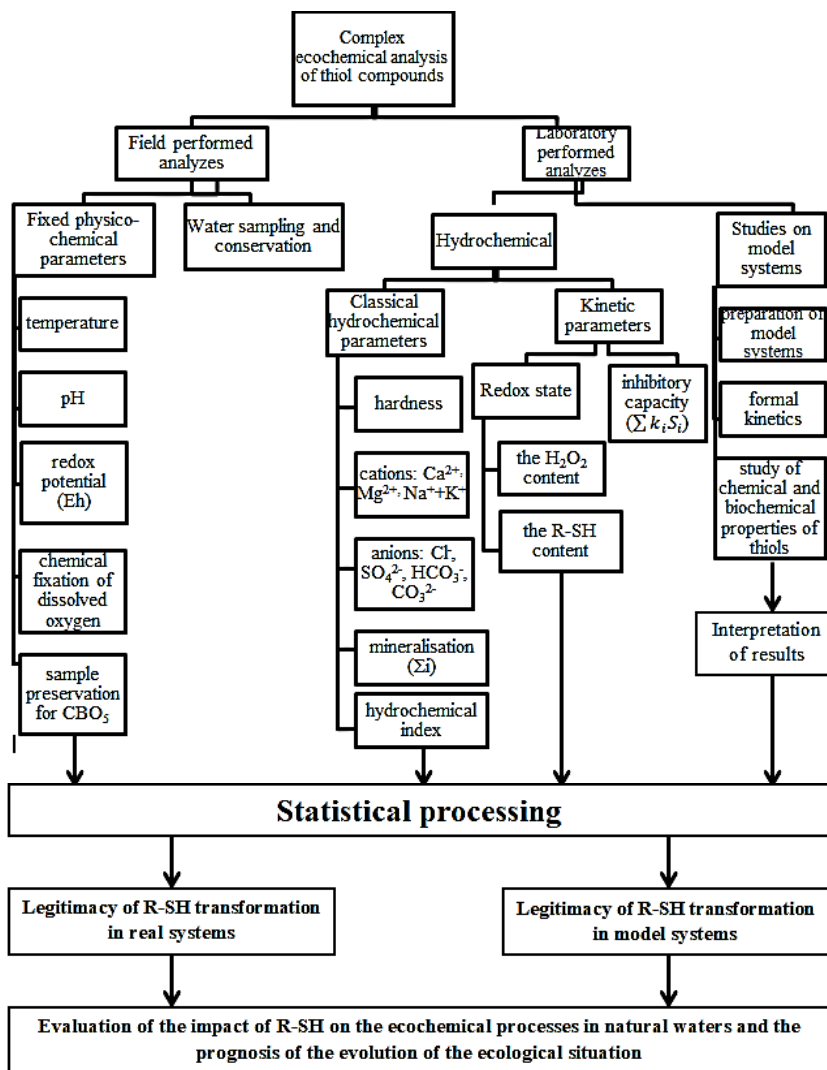 Complex
ecochemical analysis
of thiol compounds
Field performed
analyzes
Laboratory
performed
analyzes
Fixed physico-
chemical
parameters
Water sampling and
conservation
Hydrochemical
Studies on
model
systems
temperature
pH
redox
potential
(Eh)
chemical
fixation of
dissolved
oxygen
sample
preservation
for CBO₅
Classical
hydrochemical
parameters
hardness
cations: Ca²⁺,
Mg²⁺, Na⁺+K⁺
anions: Cl⁻,
SO₄²⁻, HCO₃⁻,
CO₃²⁻
mineralisation
(Σi)
hydrochemical
index
Kinetic
parameters
Redox state
the H₂O₂
content
the R-SH
content
inhibitory
capacity
(∑ kᵢSᵢ)
preparation of
model
systems
formal
kinetics
study of
chemical and
biochemical
properties of
thiols
Interpretation
of results
Statistical processing
Legitimacy of R-SH transformation
in real systems
Legitimacy of R-SH transformation
in model systems
Evaluation of the impact of R-SH on the ecochemical processes in natural waters and the
prognosis of the evolution of the ecological situation